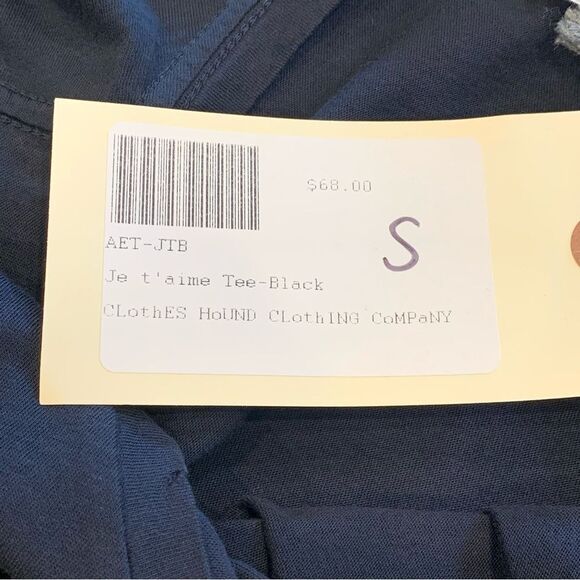 $68.00
S
AET-JTB
Je t'aime Tee-Black
CLothES HoUND CLothING CoMPaNY